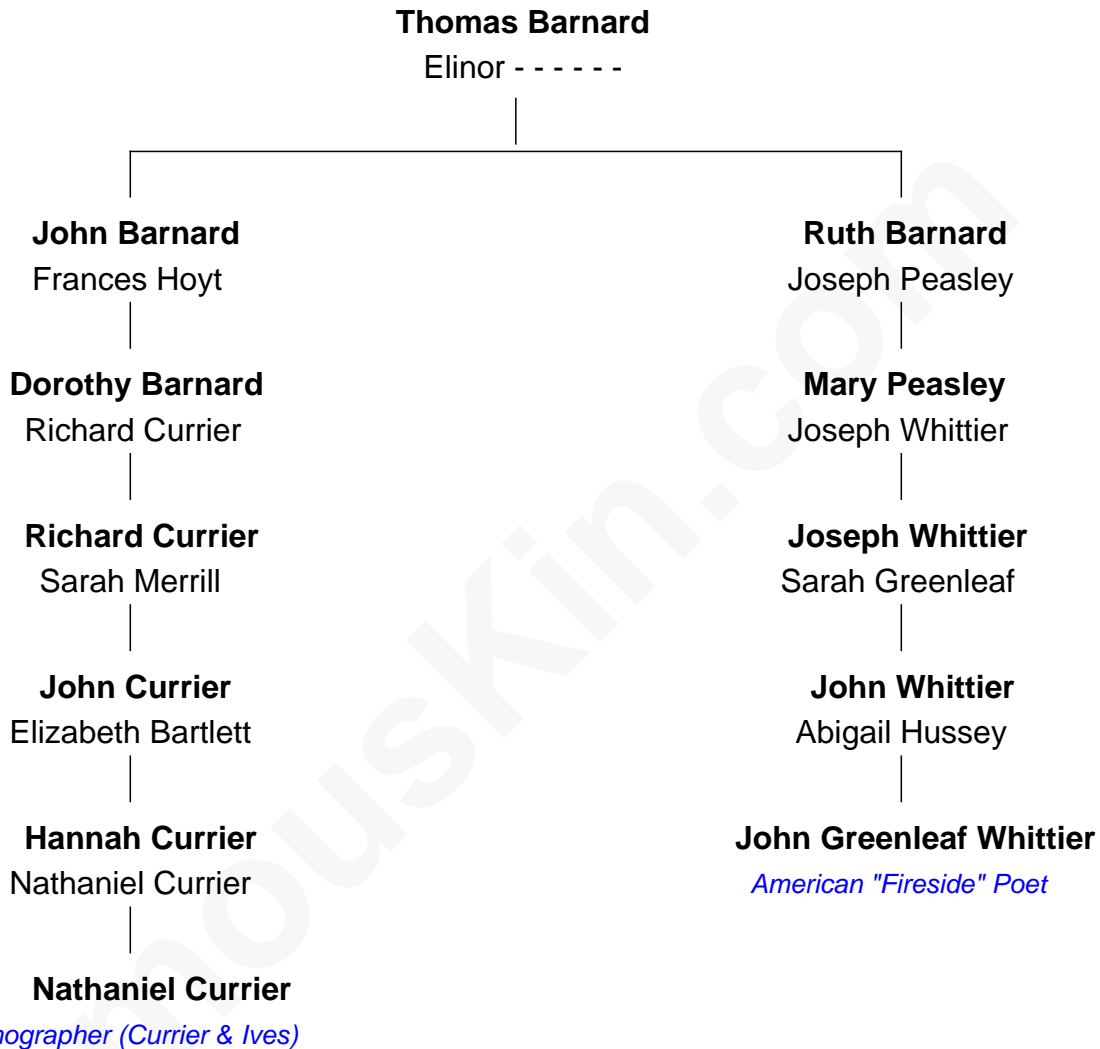 Thomas Barnard
Elinor - - - - - -
John Barnard
Frances Hoyt
Ruth Barnard
Joseph Peasley
Dorothy Barnard
Richard Currier
Mary Peasley
Joseph Whittier
Richard Currier
Sarah Merrill
Joseph Whittier
Sarah Greenleaf
John Currier
Elizabeth Bartlett
John Whittier
Abigail Hussey
Hannah Currier
Nathaniel Currier
John Greenleaf Whittier
American "Fireside" Poet
Nathaniel Currier
nographer (Currier & Ives)
mousKin.com